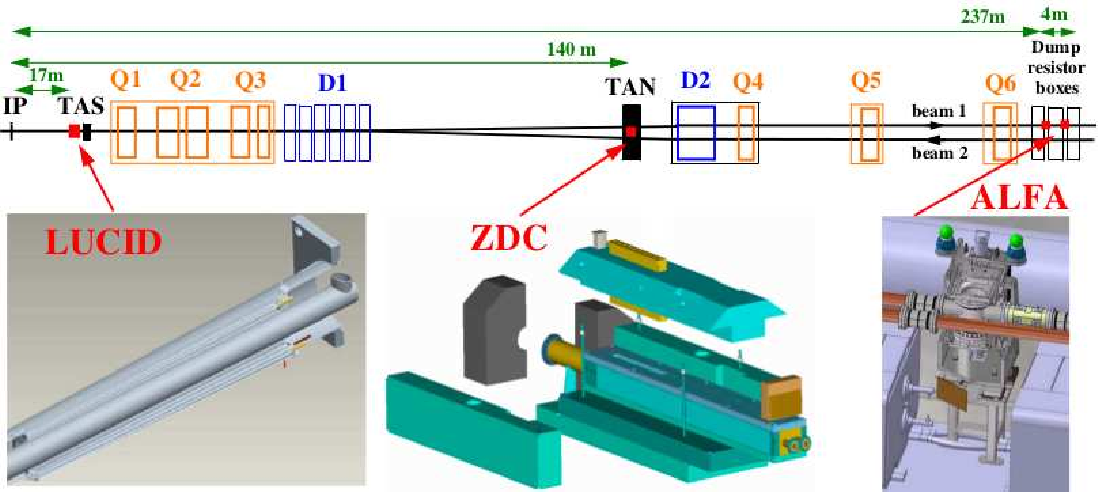 237m
4m
140 m
Dump
resistor
boxes
17m
Q1
Q2
Q3
D1
TAN
D2
Q4
Q5
Q6
IP
TAS
beam 1
beam 2
LUCID
ZDC
ALFA